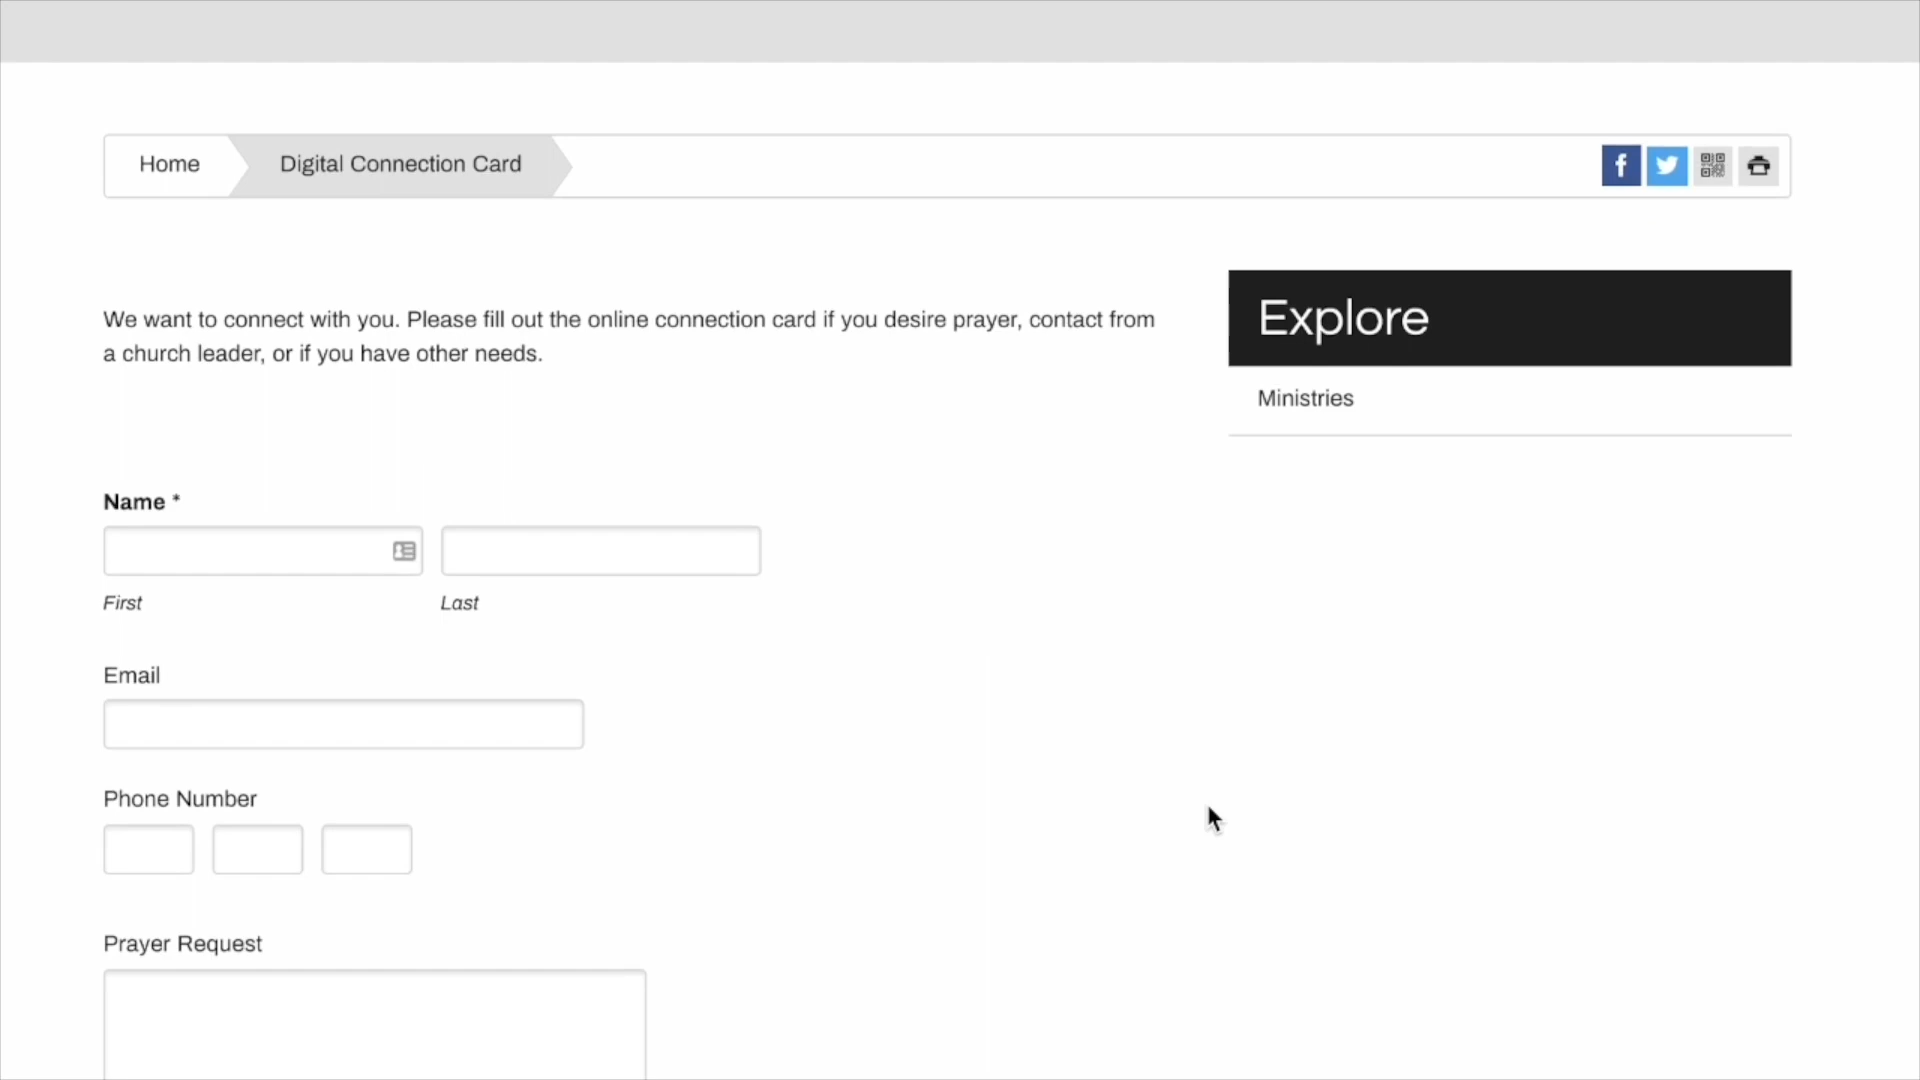 Home
Digital Connection Card
We want to connect with you. Please fill out the online connection card if you desire prayer, contact from
a church leader, or if you have other needs.
Explore
Ministries
Name *
First
Last
Email
Phone Number
Prayer Request